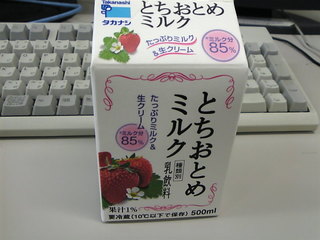 Takanashi
タカナシ
とちおとめ
ミルク
たっぷりミルク
&生クリーム
ミルク分
85%
とちおとめ
ミルク
たっぷりミルク&
生クリーム
ミルク分
85%
種類別
乳飲料
果汁1%
要冷蔵(10℃以下で保存) 500ml